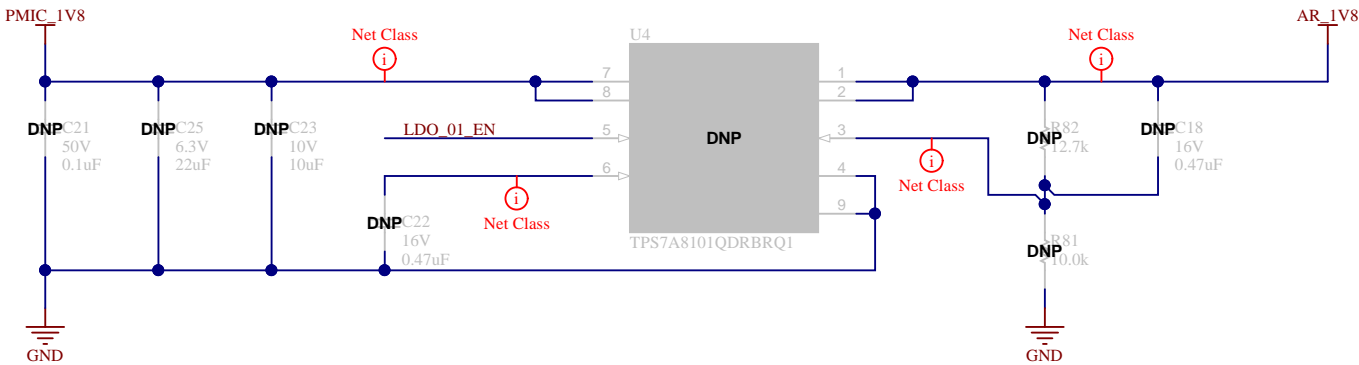 PMIC_1V8
AR_1V8
Net Class
i
U4
Net Class
i
7
8
1
2
DNP
C21
50V
0.1uF
DNP
C25
6.3V
22uF
DNP
C23
10V
10uF
LDO_01_EN
5
DNP
3
DNP
R82
12.7k
DNP
C18
16V
0.47uF
6
4
i
Net Class
i
Net Class
9
DNP
C22
16V
0.47uF
TPS7A8101QDRBRQ1
DNP
R81
10.0k
GND
GND